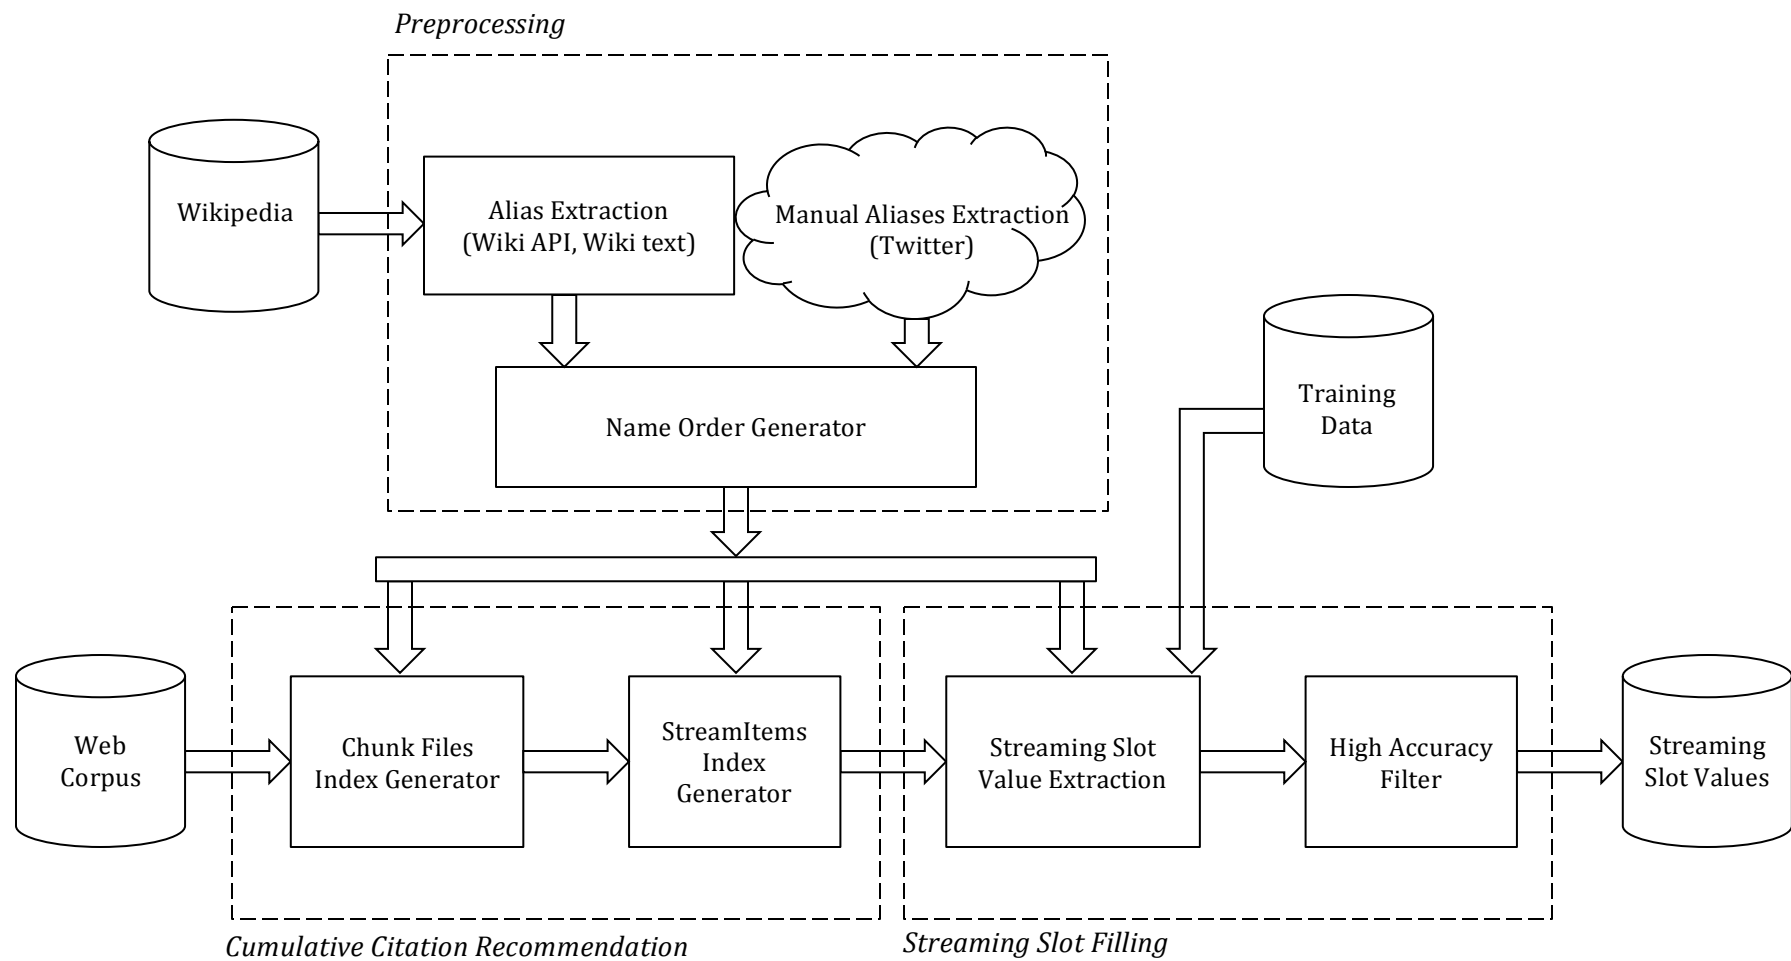 Preprocessing
Wikipedia
Alias Extraction
(Wiki API, Wiki text)
Manual Aliases Extraction
(Twitter)
Name Order Generator
Training
Data
Web
Corpus
Chunk Files
Index Generator
StreamItems
Index
Generator
Streaming Slot
Value Extraction
High Accuracy
Filter
Streaming
Slot Values
Cumulative Citation Recommendation
Streaming Slot Filling